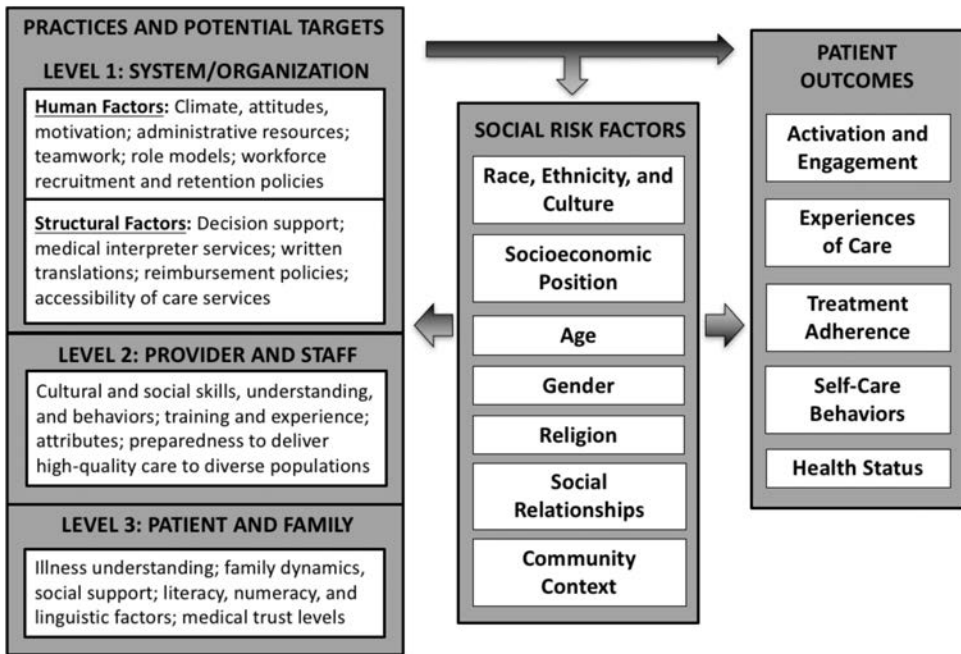 PRACTICES AND POTENTIAL TARGETS
LEVEL 1: SYSTEM/ORGANIZATION
Human Factors: Climate, attitudes,
motivation; administrative resources;
teamwork; role models; workforce
recruitment and retention policies
Structural Factors: Decision support;
medical interpreter services; written
translations; reimbursement policies;
accessibility of care services
LEVEL 2: PROVIDER AND STAFF
Cultural and social skills, understanding,
and behaviors; training and experience;
attributes; preparedness to deliver
high-quality care to diverse populations
LEVEL 3: PATIENT AND FAMILY
Illness understanding; family dynamics,
social support; literacy, numeracy, and
linguistic factors; medical trust levels
SOCIAL RISK FACTORS
Race, Ethnicity, and
Culture
Socioeconomic
Position
Age
Gender
Religion
Social
Relationships
Community
Context
PATIENT
OUTCOMES
Activation and
Engagement
Experiences
of Care
Treatment
Adherence
Self-Care
Behaviors
Health Status